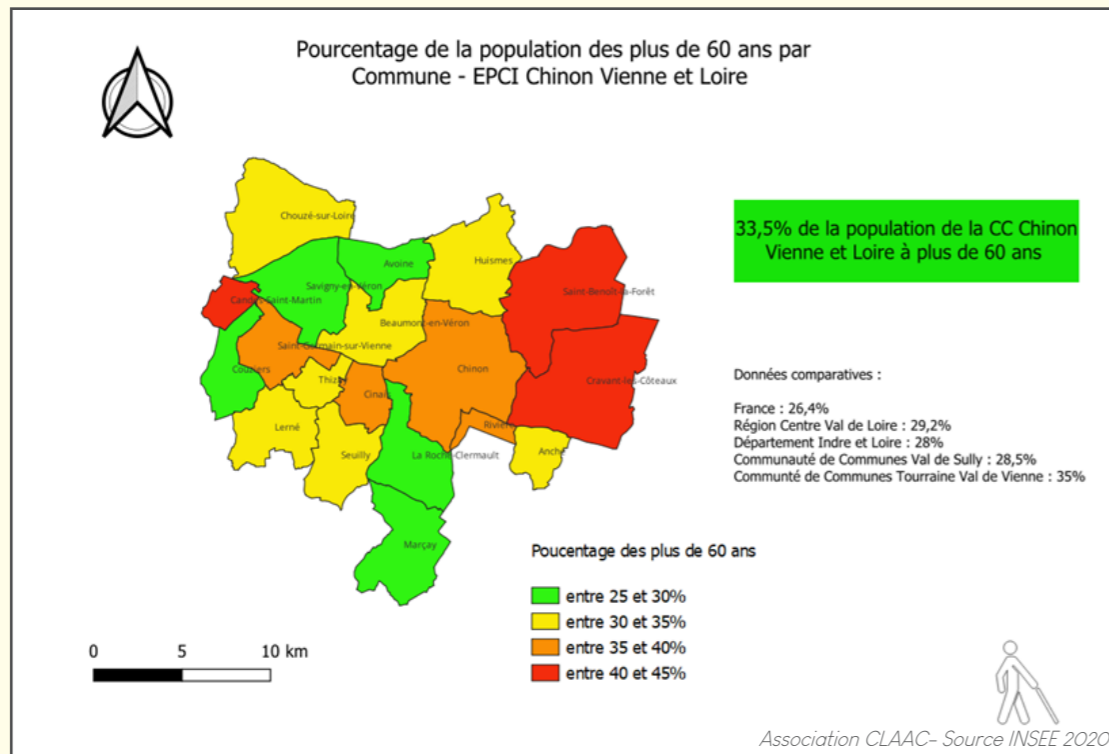 Pourcentage de la population des plus de 60 ans par
Commune - EPCI Chinon Vienne et Loire
Chouzé-sur-Loire
Avoine
Huismes
Savigny-en-Véron
Saint-Benoît-la-Forêt
Candes-Saint-Martin
Beaumont-en-Véron
Saint-Germain-sur-Vienne
Couziers
Thizay
Chinon
Cinais
Cravant-les-Côteaux
Lerné
Rivière
Seuilly
La Roche-Clermault
Anché
Marçay
33,5% de la population de la CC Chinon
Vienne et Loire à plus de 60 ans
Données comparatives :
France : 26,4%
Région Centre Val de Loire : 29,2%
Département Indre et Loire : 28%
Communauté de Communes Val de Sully : 28,5%
Communté de Communes Tourraine Val de Vienne : 35%
Poucentage des plus de 60 ans
entre 25 et 30%
entre 30 et 35%
entre 35 et 40%
entre 40 et 45%
0 5 10 km
Association CLAAC- Source INSEE 2020